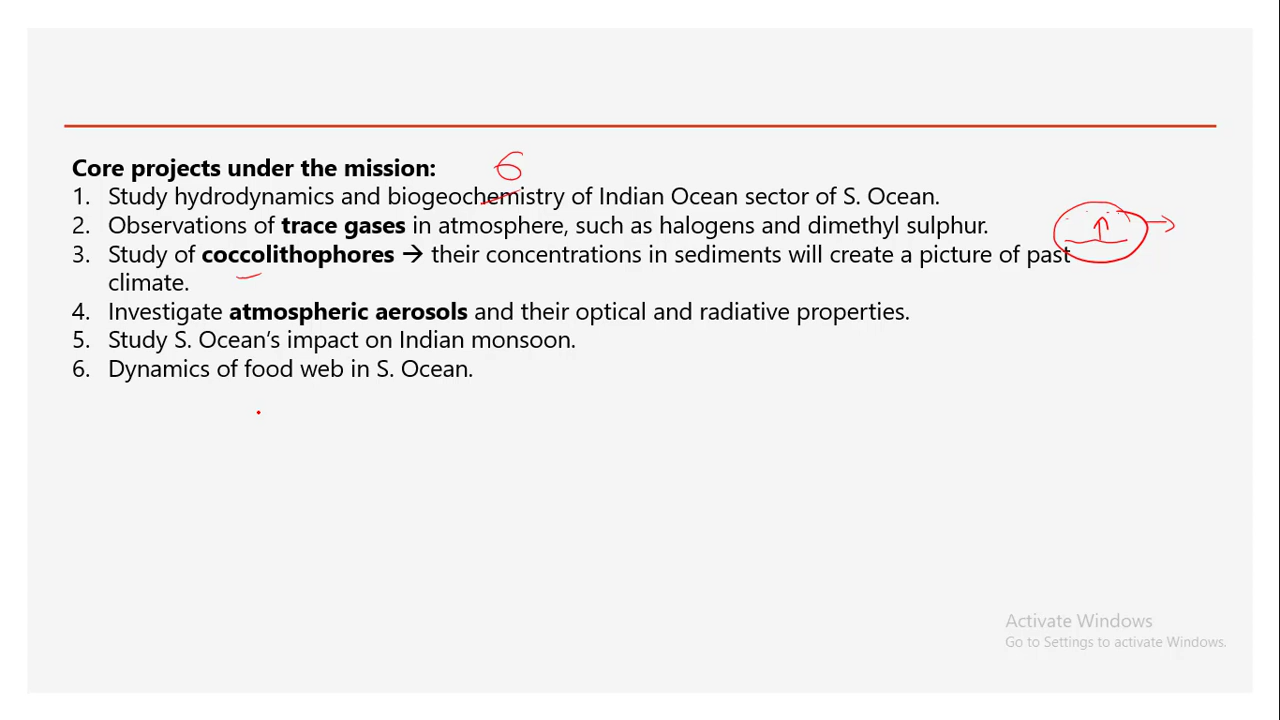 Core projects under the mission: 6
1. Study hydrodynamics and biogeochemistry of Indian Ocean sector of S. Ocean.
2. Observations of trace gases in atmosphere, such as halogens and dimethyl sulphur.
3. Study of coccolithophores → their concentrations in sediments will create a picture of past
climate.
4. Investigate atmospheric aerosols and their optical and radiative properties.
5. Study S. Ocean's impact on Indian monsoon.
6. Dynamics of food web in S. Ocean.
Activate Windows
Go to Settings to activate Windows.